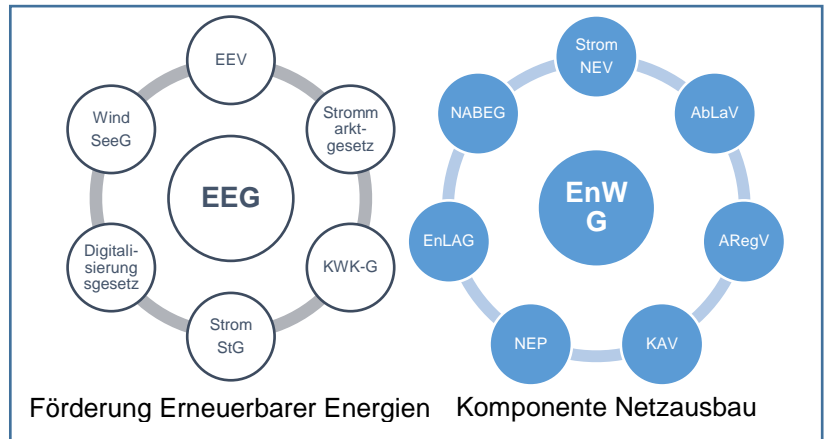 EEV
Stromm
arkt-
gesetz
KWK-G
Strom
StG
Digitali-
sierung
sgesetz
Wind
SeeG
EEG
Förderung Erneuerbarer Energien
Strom
NEV
AbLaV
ARegV
KAV
NEP
EnLAG
NABEG
EnW
G
Komponente Netzausbau